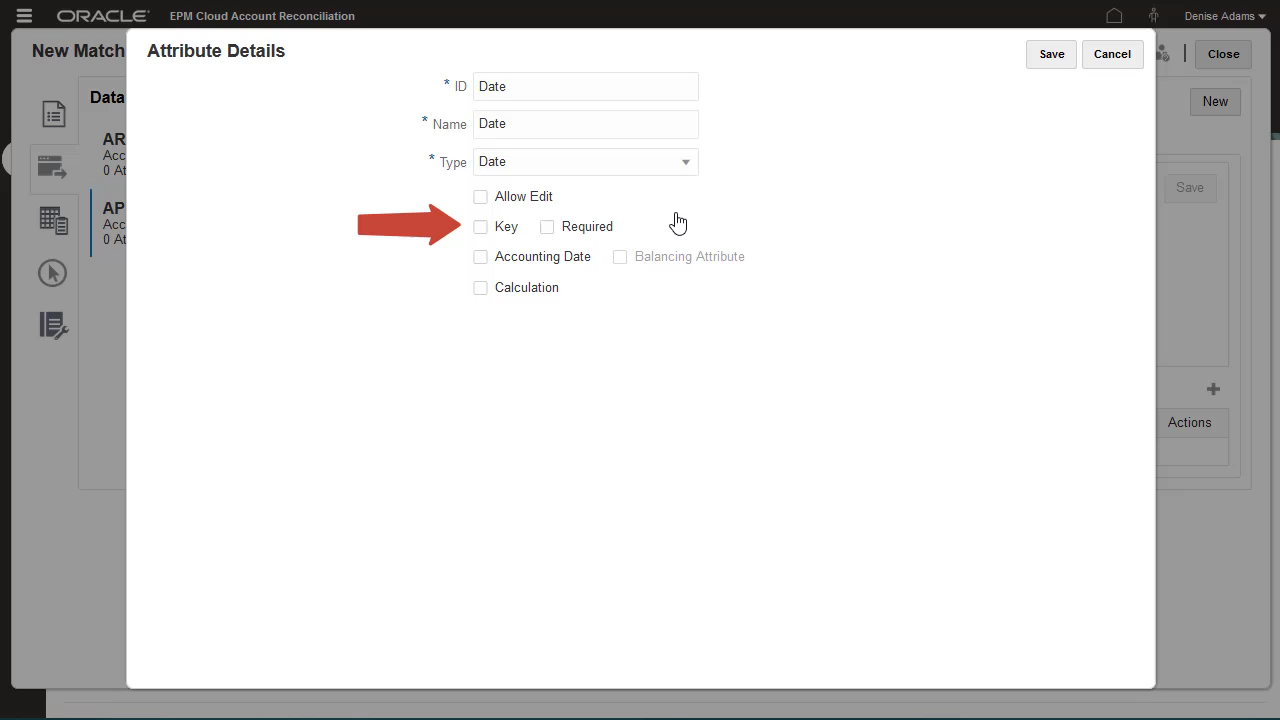 ORACLE® EPM Cloud Account Reconciliation Denise Adams
New Match
Attribute Details
Save Cancel
Close
* ID Date
* Name Date
* Type Date
Allow Edit
Key Required
Accounting Date Balancing Attribute
Calculation
Data
AR
Acc
0 At
AP
Acc
0 At
New
Save
Actions